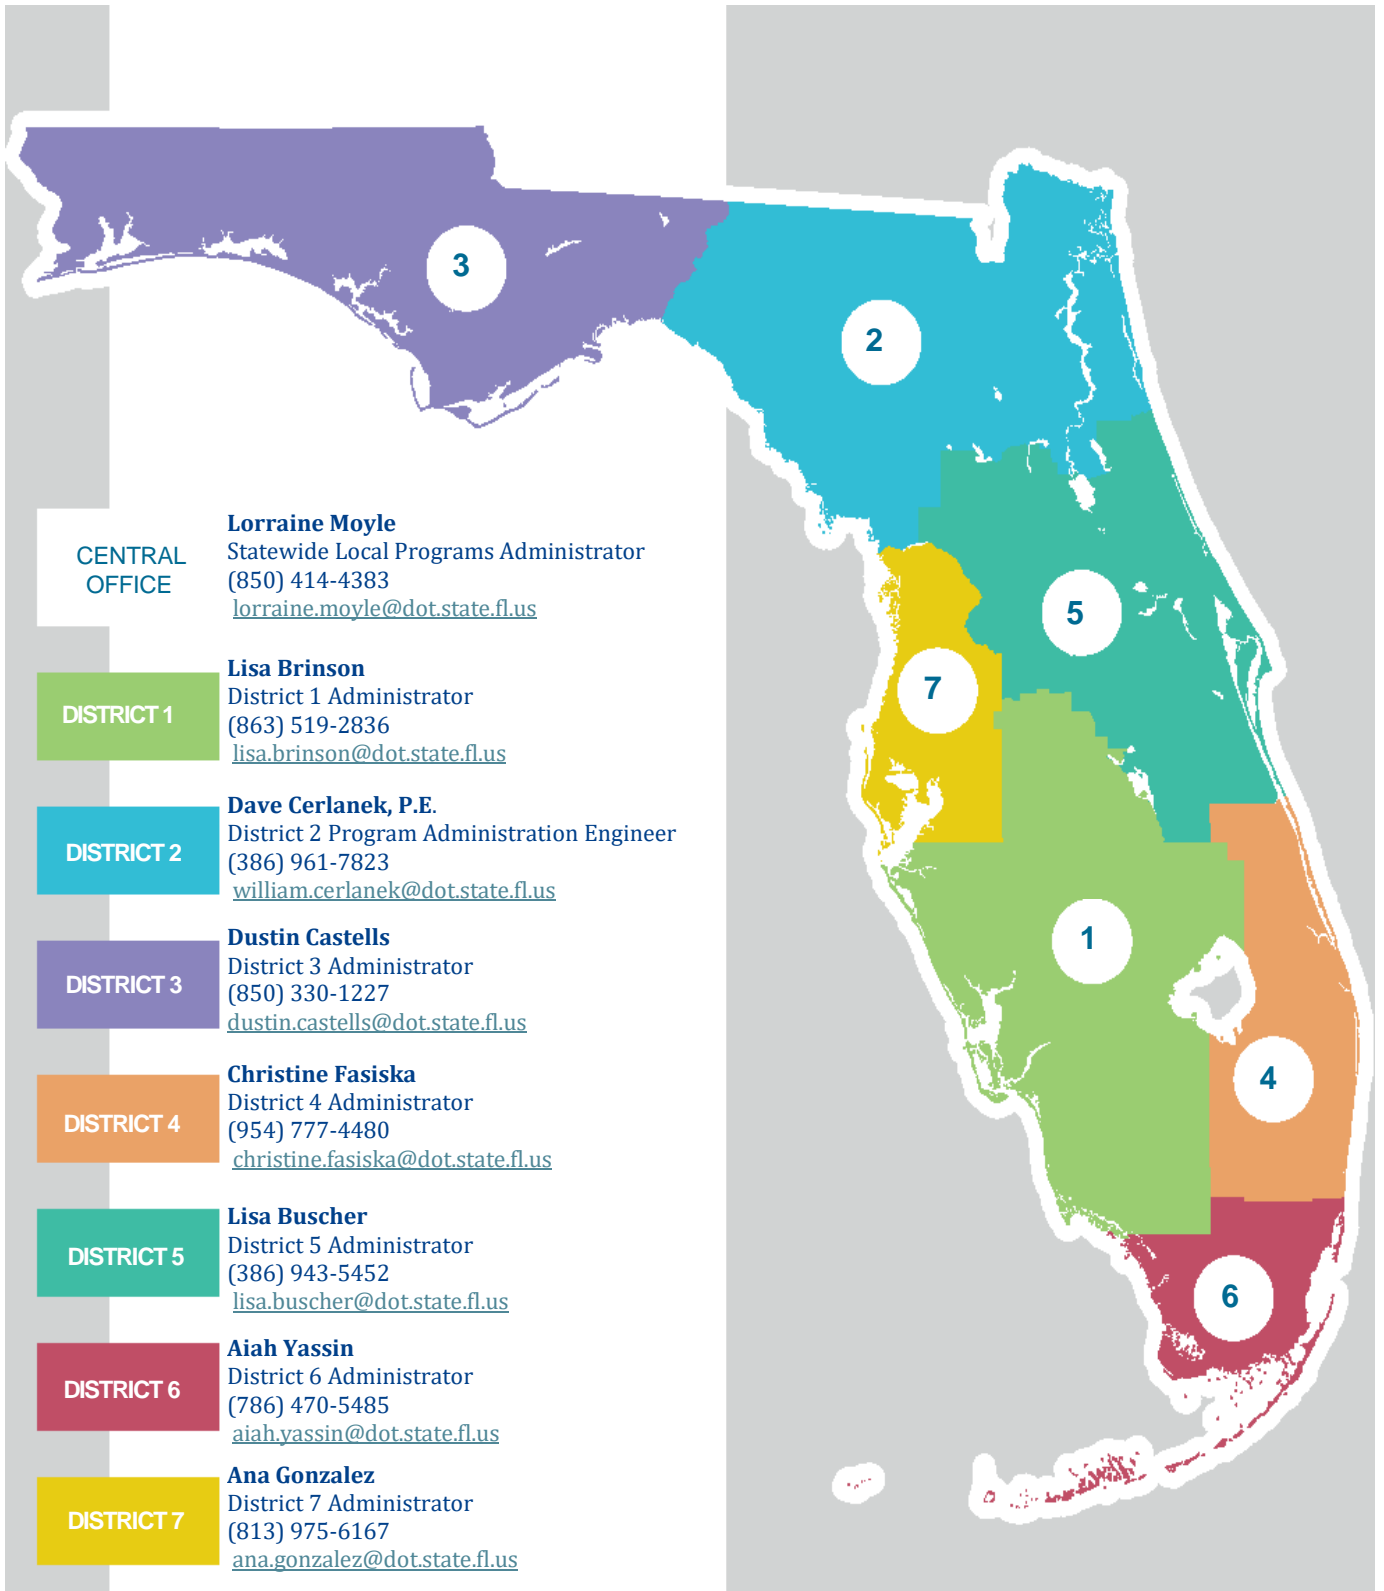 3
2
5
7
1
4
6
CENTRAL
OFFICE
Lorraine Moyle
Statewide Local Programs Administrator
(850) 414-4383
lorraine.moyle@dot.state.fl.us
DISTRICT 1
Lisa Brinson
District 1 Administrator
(863) 519-2836
lisa.brinson@dot.state.fl.us
DISTRICT 2
Dave Cerlanek, P.E.
District 2 Program Administration Engineer
(386) 961-7823
william.cerlanek@dot.state.fl.us
DISTRICT 3
Dustin Castells
District 3 Administrator
(850) 330-1227
dustin.castells@dot.state.fl.us
DISTRICT 4
Christine Fasiska
District 4 Administrator
(954) 777-4480
christine.fasiska@dot.state.fl.us
DISTRICT 5
Lisa Buscher
District 5 Administrator
(386) 943-5452
lisa.buscher@dot.state.fl.us
DISTRICT 6
Aiah Yassin
District 6 Administrator
(786) 470-5485
aiah.yassin@dot.state.fl.us
DISTRICT 7
Ana Gonzalez
District 7 Administrator
(813) 975-6167
ana.gonzalez@dot.state.fl.us